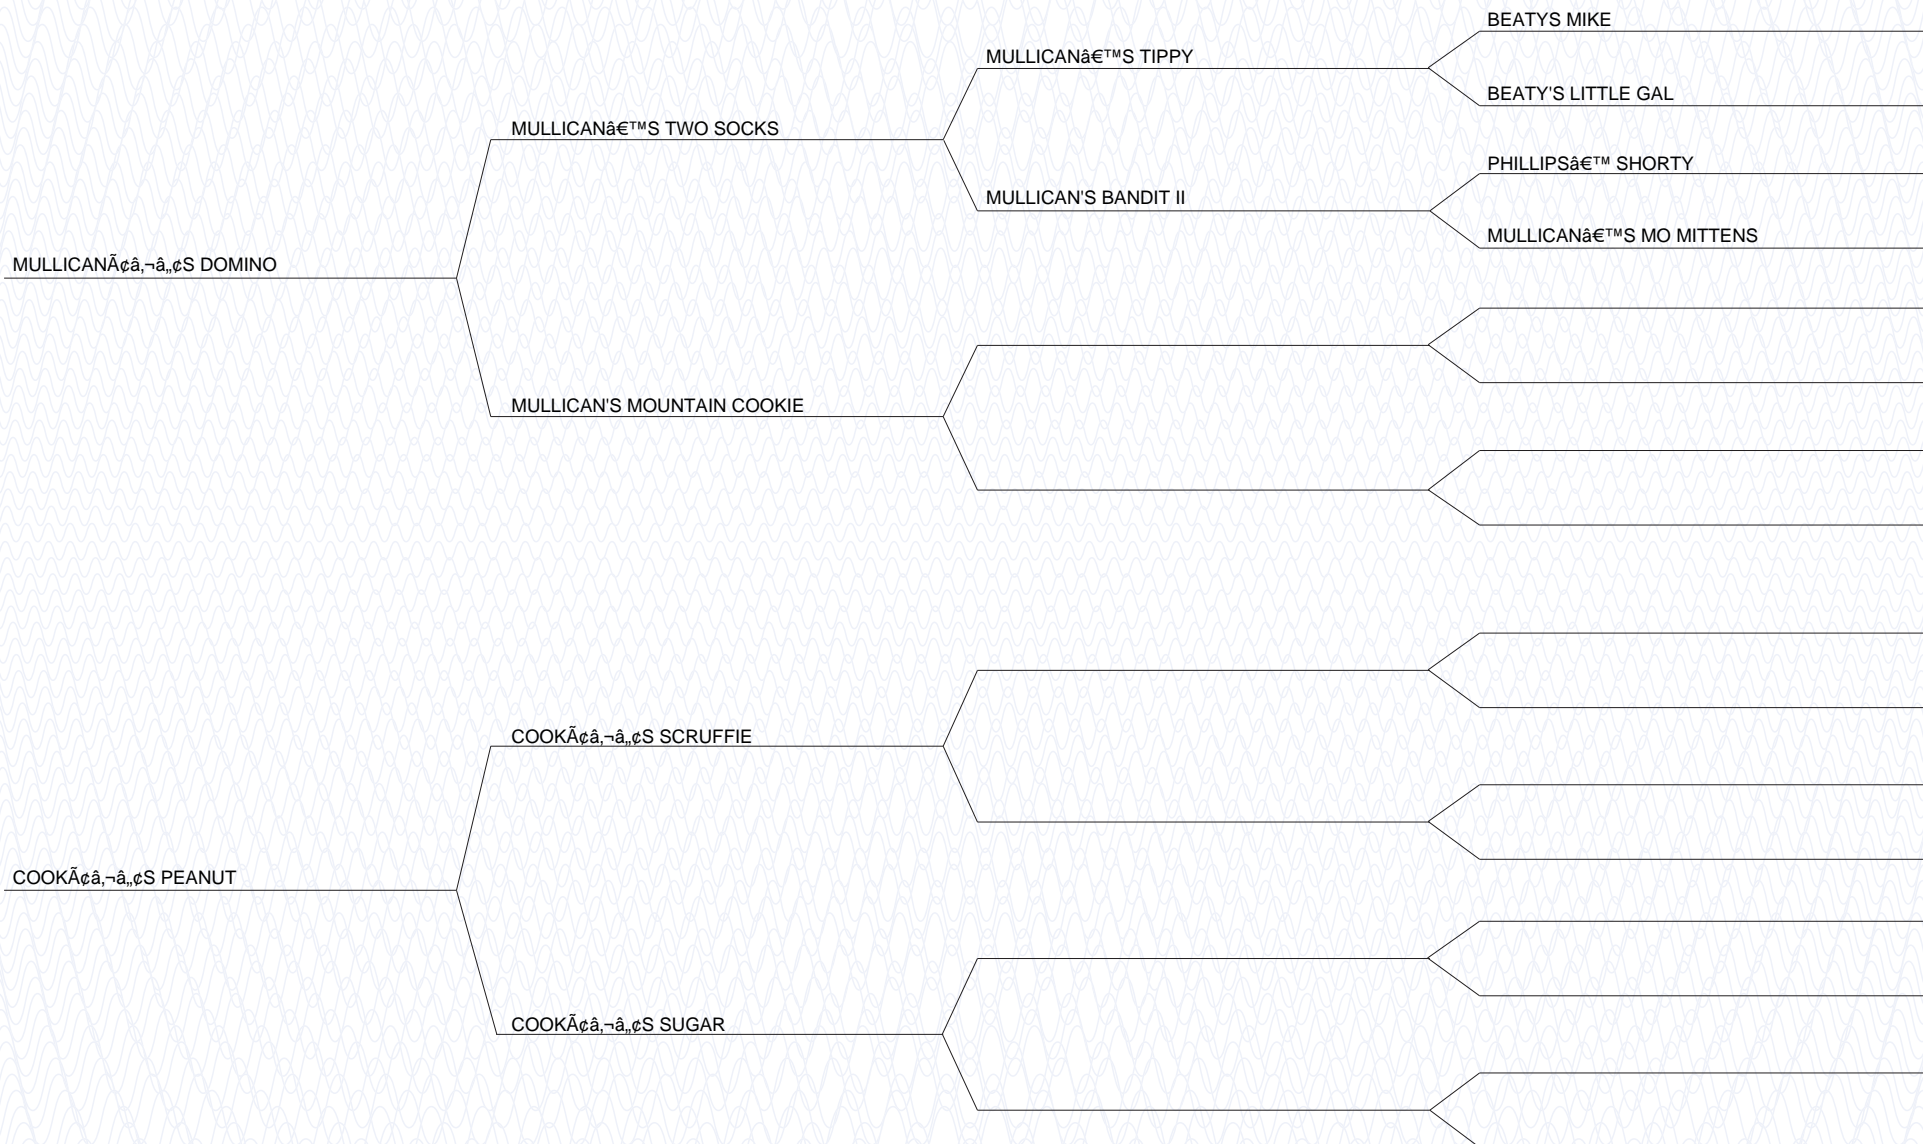 BEATYS MIKE
MULLICANâ€™S TIPPY
BEATY'S LITTLE GAL
MULLICANâ€™S TWO SOCKS
PHILLIPSâ€™ SHORTY
MULLICAN'S BANDIT II
MULLICANâ€™S MO MITTENS
MULLICANÃ¢â‚¬â„¢S DOMINO
MULLICAN'S MOUNTAIN COOKIE
COOKÃ¢â‚¬â„¢S SCRUFFIE
COOKÃ¢â‚¬â„¢S PEANUT
COOKÃ¢â‚¬â„¢S SUGAR